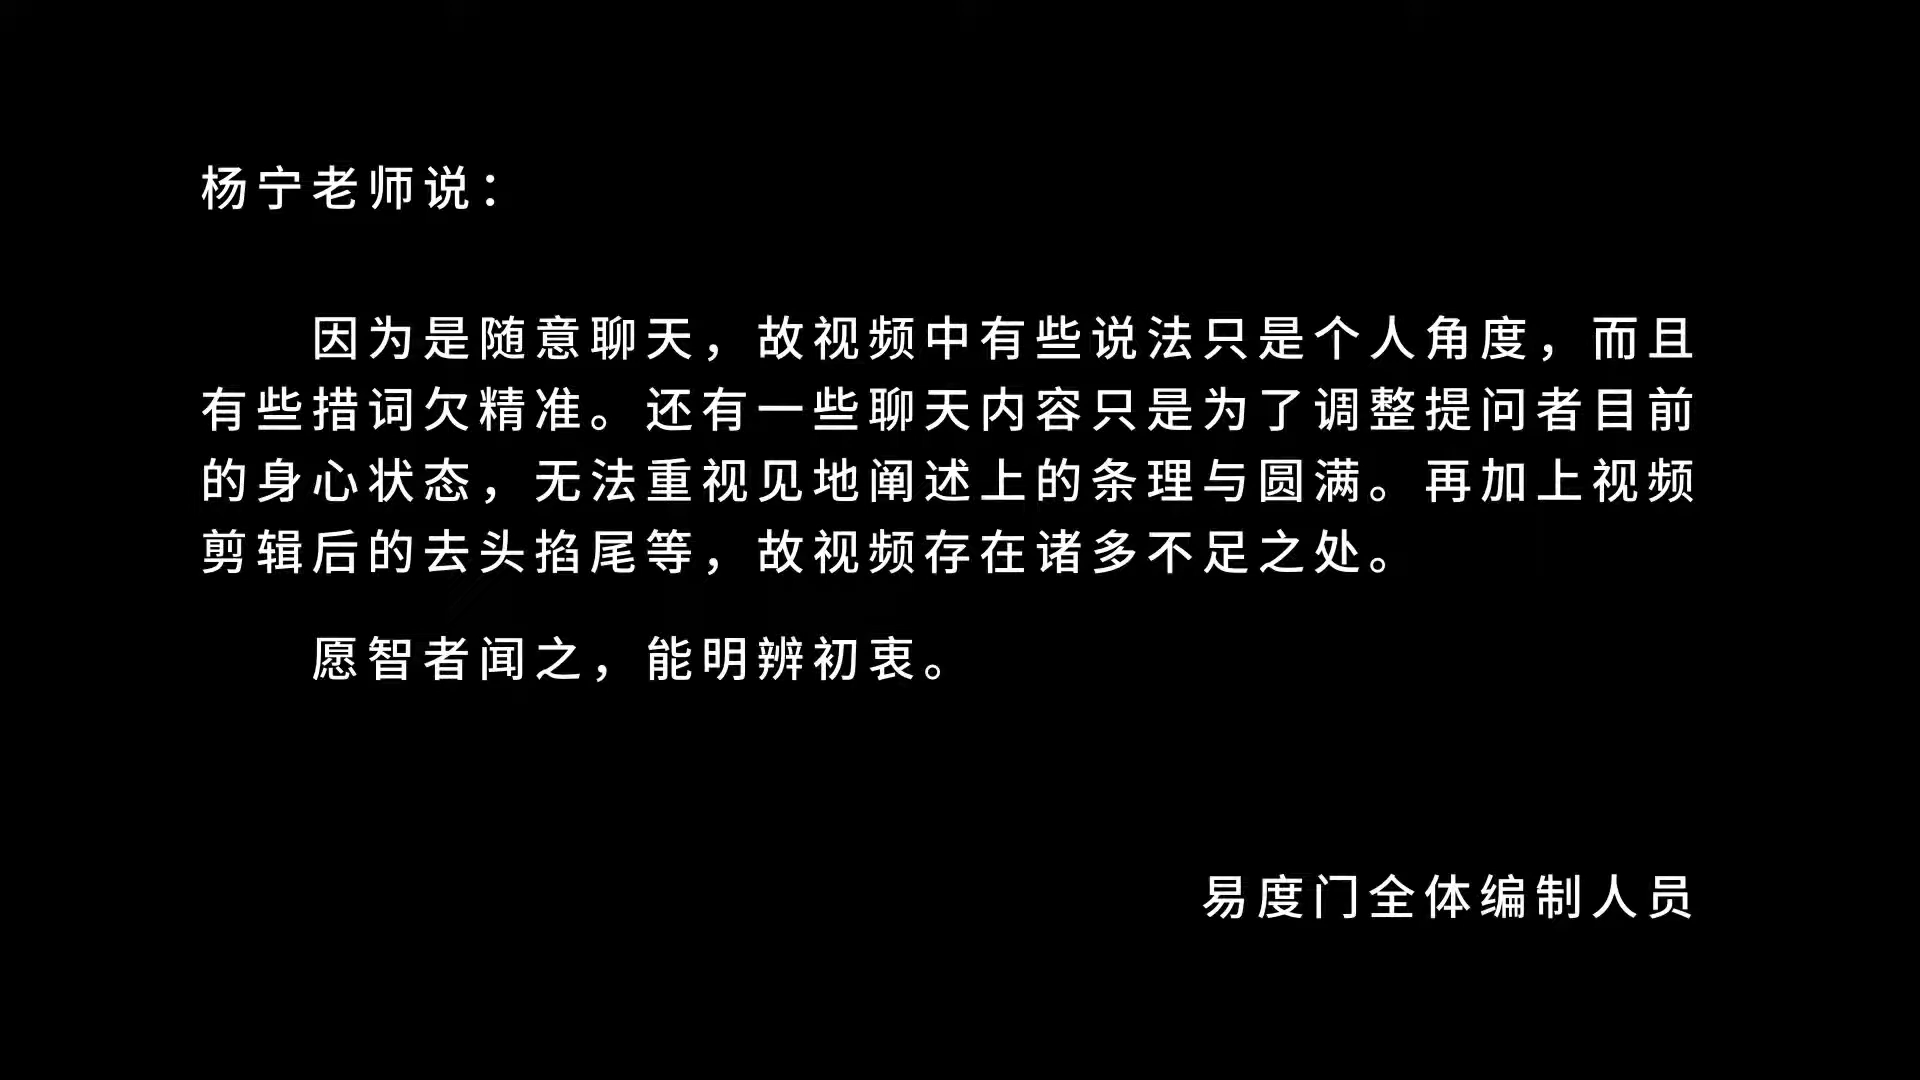 杨宁老师说：
因为是随意聊天，故视频中有些说法只是个人角度，而且
有些措词欠精准。还有一些聊天内容只是为了调整提问者目前
的身心状态，无法重视见地阐述上的条理与圆满。再加上视频
剪辑后的去头掐尾等，故视频存在诸多不足之处。
愿智者闻之，能明辨初衷。
易度门全体编制人员